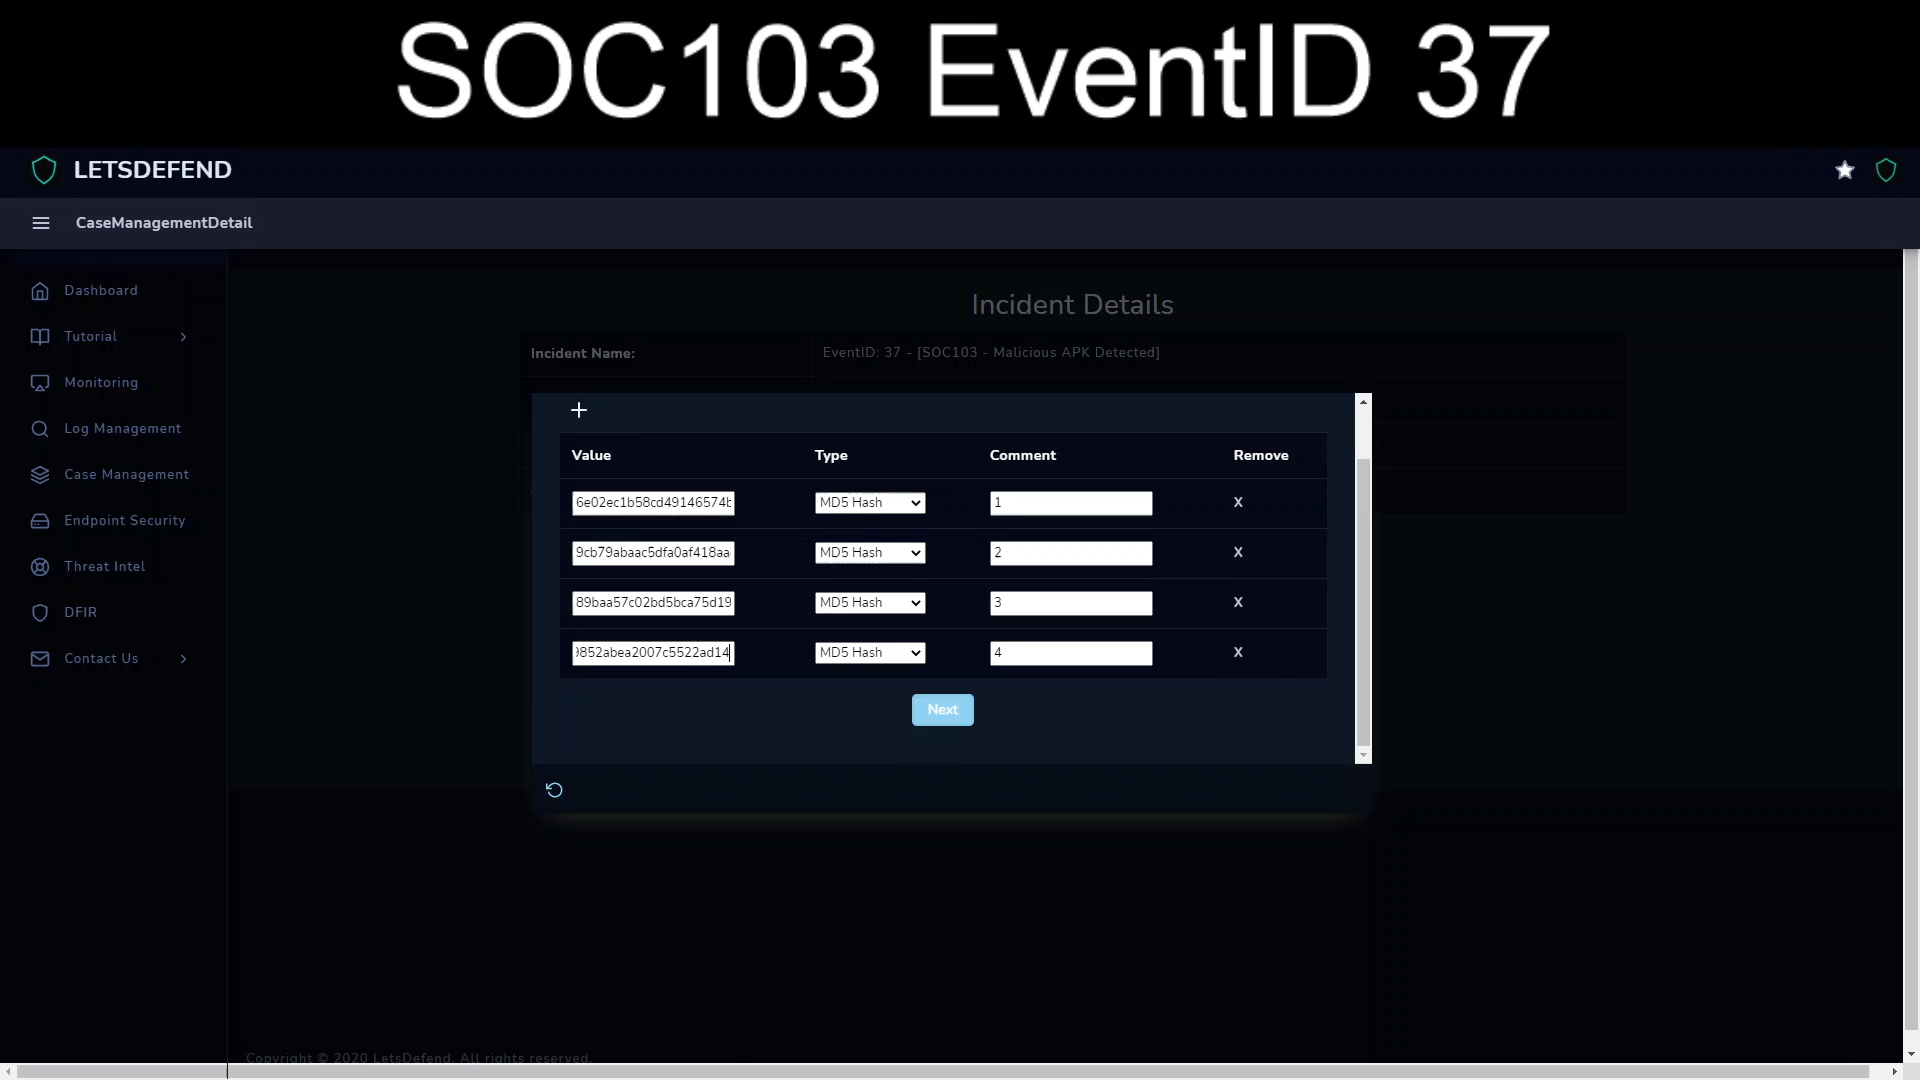 SOC103 EventID 37
LETSDEFEND
CaseManagementDetail
Dashboard
Tutorial
Monitoring
Log Management
Case Management
Endpoint Security
Threat Intel
DFIR
Contact Us
Incident Details
Incident Name: EventID: 37 - [SOC103 - Malicious APK Detected]
Value Type Comment Remove
6e02ec1b58cd49146574b MD5 Hash 1 X
9cb79abaac5dfa0af418aa MD5 Hash 2 X
89baa57c02bd5bca75d19 MD5 Hash 3 X
9852abea2007c5522ad14 MD5 Hash 4 X
Next
Copyright © 2020 LetsDefend. All rights reserved.